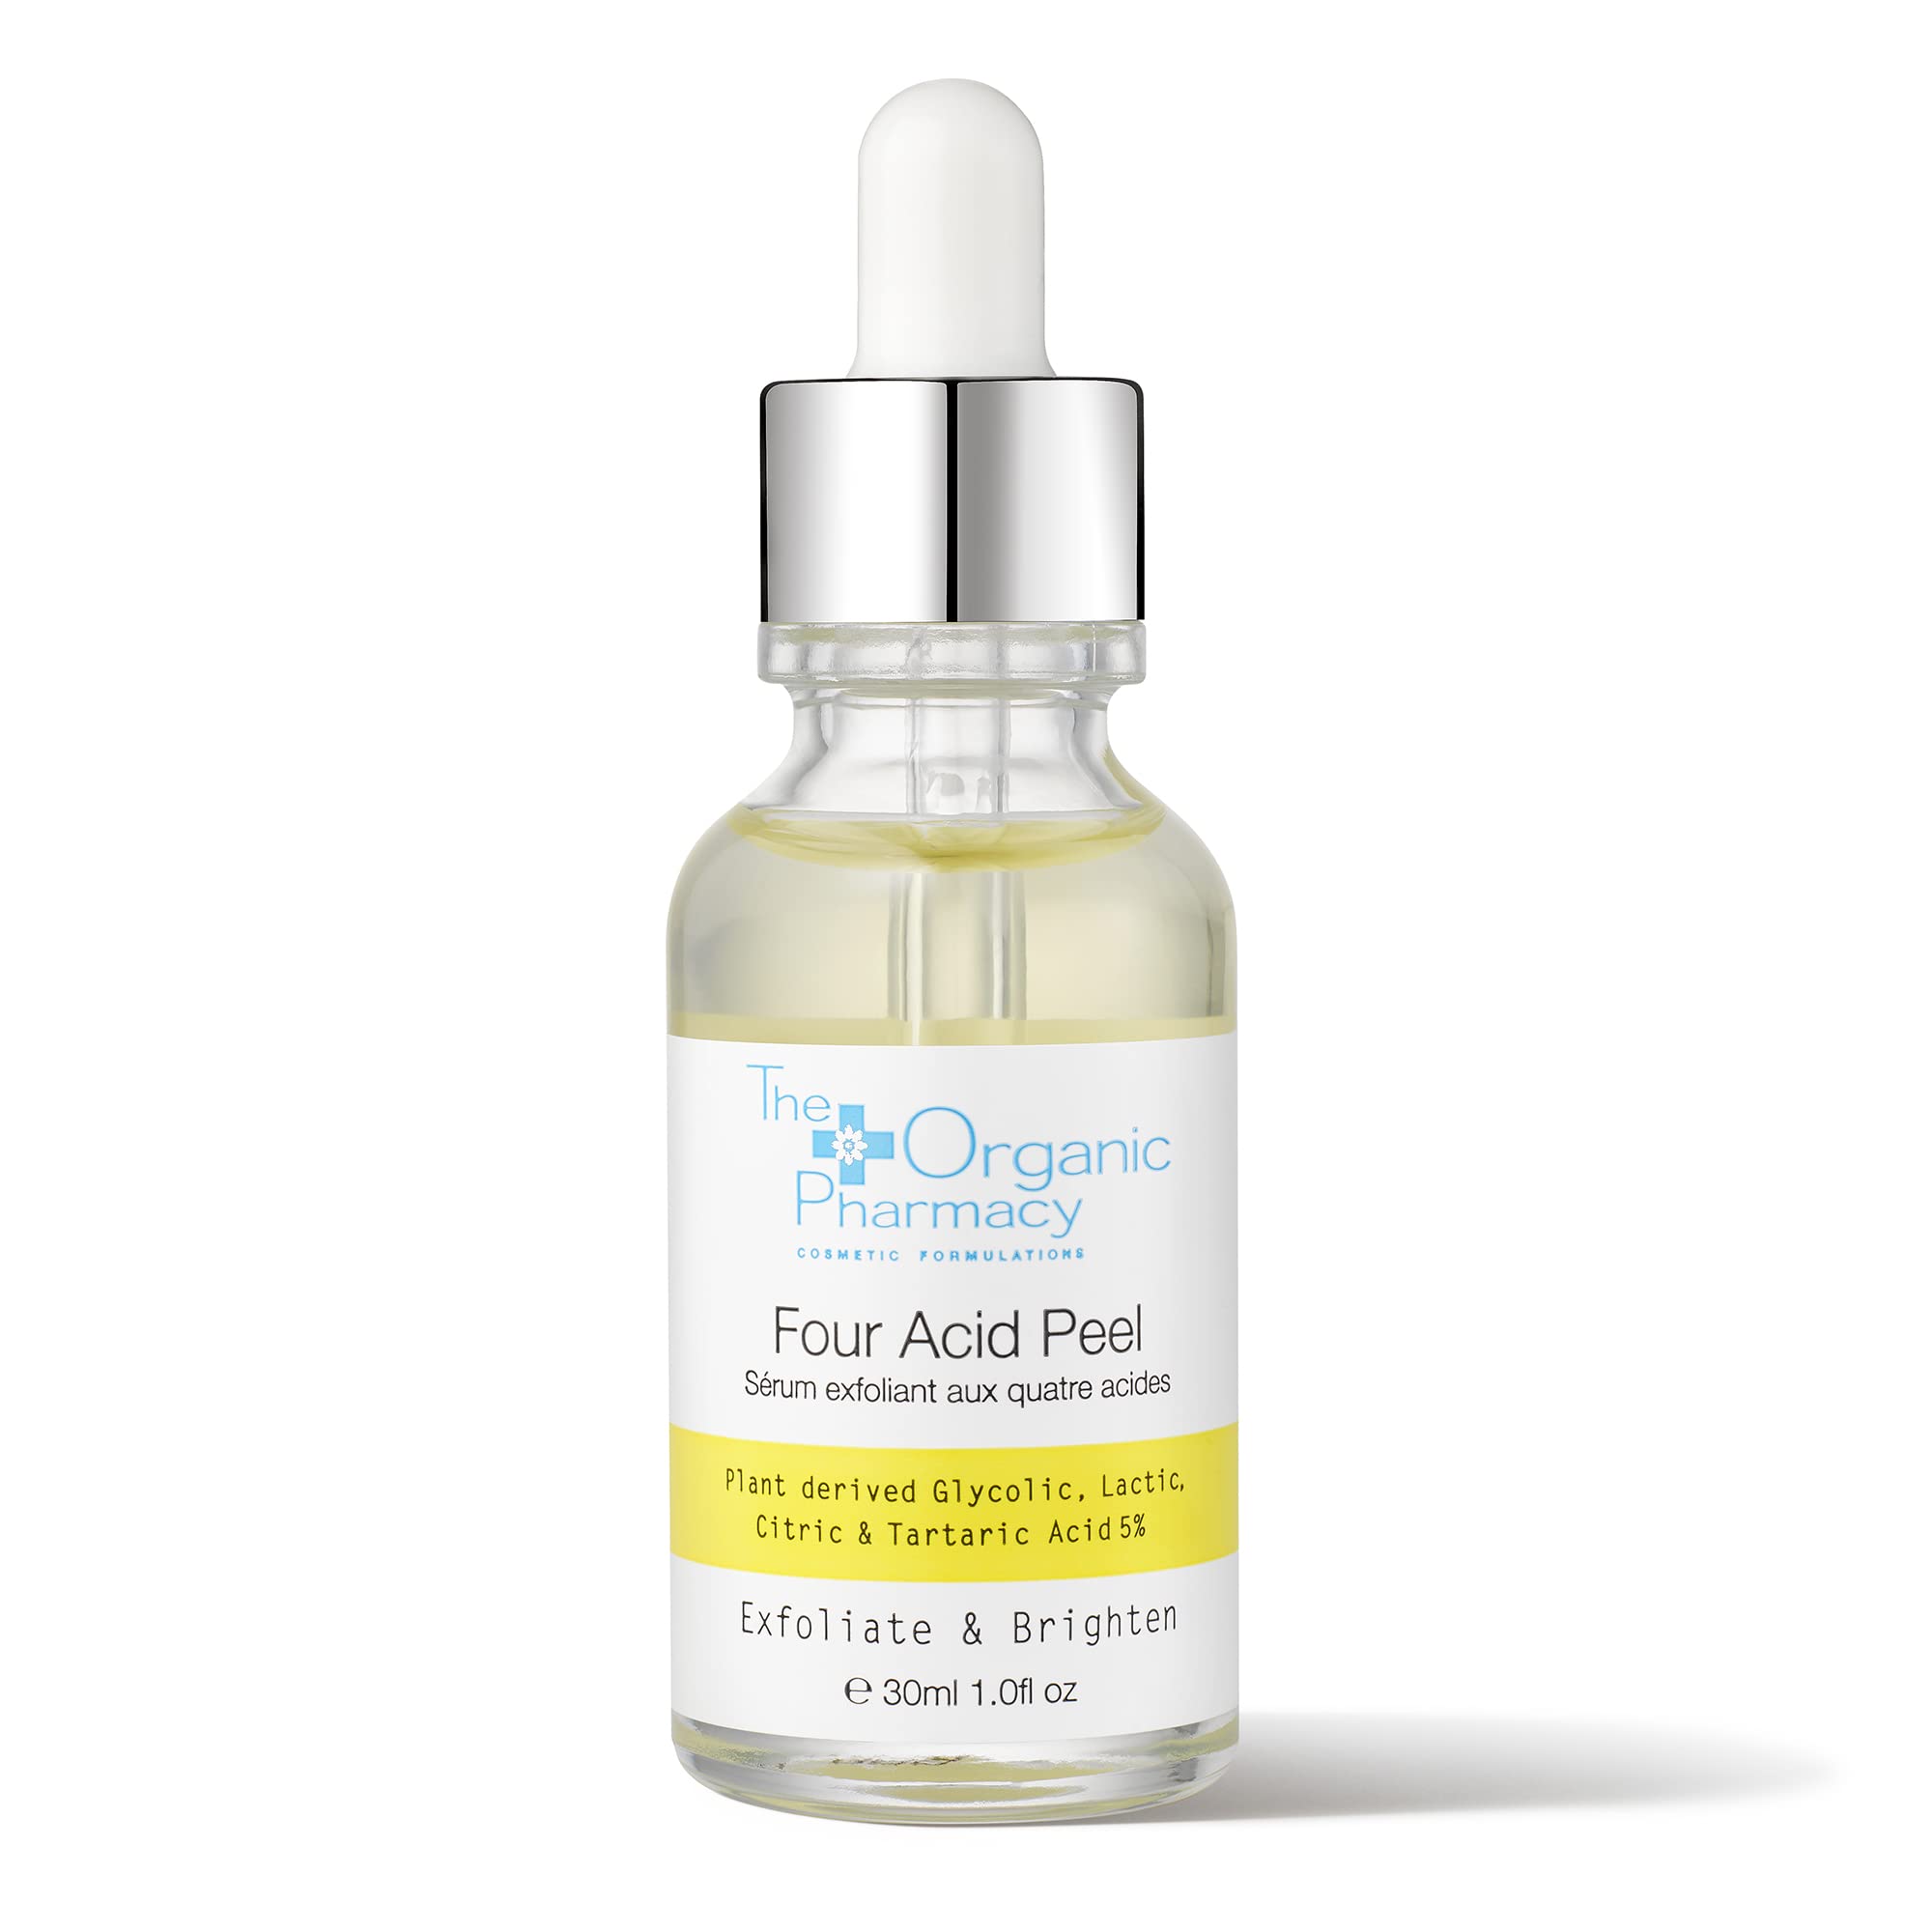 The Organic
Pharmacy
COSMETIC FORMULATIONS
Four Acid Peel
Sérum exfoliant aux quatre acides
Plant derived Glycolic, Lactic,
Citric & Tartaric Acid 5%
Exfoliate & Brighten
℮ 30ml 1.0fl oz